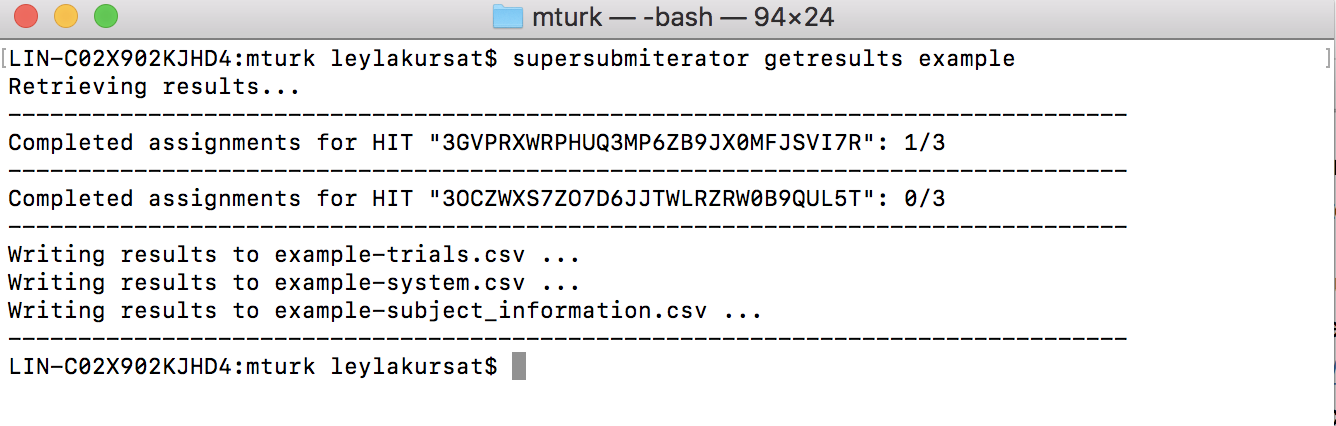 mturk — -bash — 94×24
[LIN-C02X902KJHD4:mturk leylakursat$ supersubmiterator getresults example ]
Retrieving results...
--------------------------------------------------------------------------------
Completed assignments for HIT "3GVPRXWRPHUQ3MP6ZB9JX0MFJSVI7R": 1/3
--------------------------------------------------------------------------------
Completed assignments for HIT "3OCZWXS7ZO7D6JJTWLRZRW0B9QUL5T": 0/3
--------------------------------------------------------------------------------
Writing results to example-trials.csv ...
Writing results to example-system.csv ...
Writing results to example-subject_information.csv ...
--------------------------------------------------------------------------------
LIN-C02X902KJHD4:mturk leylakursat$